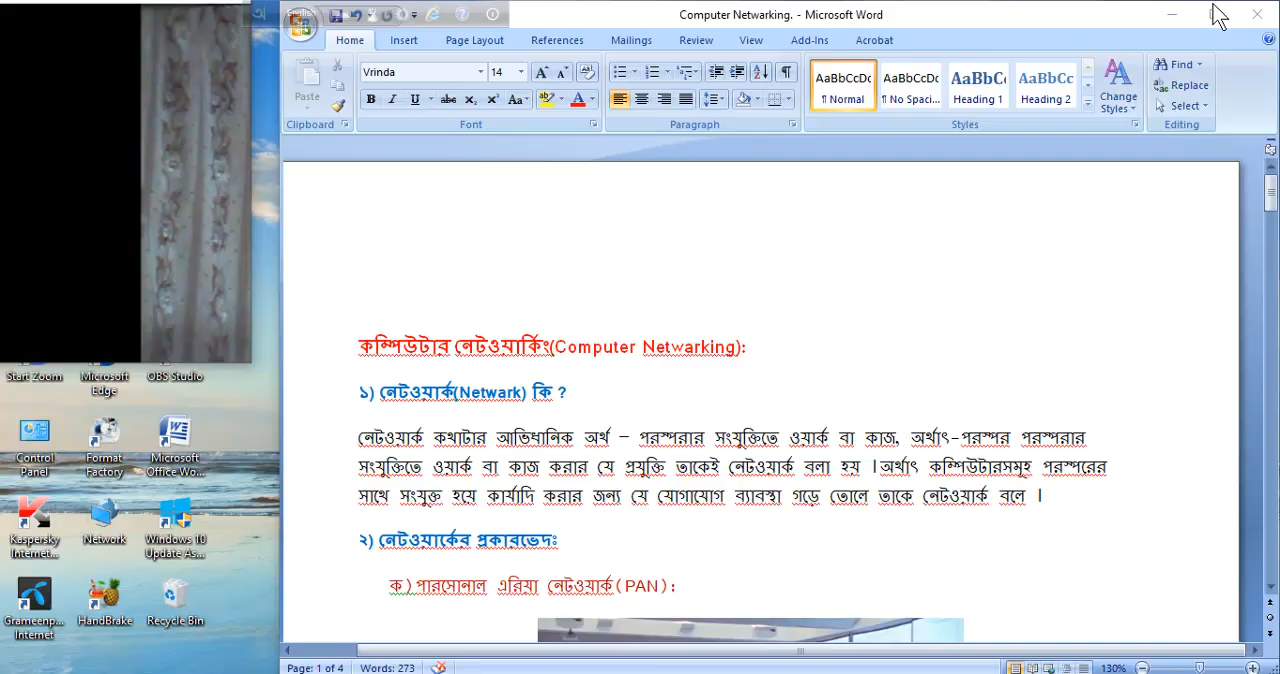 Computer Netwarking. - Microsoft Word
Home Insert Page Layout References Mailings Review View Add-Ins Acrobat
Vrinda 14
AaBbCcDc AaBbCcDc AaBbC AaBbCc
¶ Normal ¶ No Spaci... Heading 1 Heading 2
Change Styles
Find
Replace
Select
Paste
Clipboard Font Paragraph Styles Editing
কম্পিউটার নেটওয়ার্কিং(Computer Netwarking):
১) নেটওয়ার্ক(Netwark) কি ?
নেটওয়ার্ক কথাটার আভিধানিক অর্থ – পরস্পরার সংযুক্তিতে ওয়ার্ক বা কাজ, অর্থাৎ-পরস্পর পরস্পরার
সংযুক্তিতে ওয়ার্ক বা কাজ করার যে প্রযুক্তি তাকেই নেটওয়ার্ক বলা হয় ।অর্থাৎ কম্পিউটারসমূহ পরস্পরের
সাথে সংযুক্ত হয়ে কার্য্যাদি করার জন্য যে যোগাযোগ ব্যাবস্থা গড়ে তোলে তাকে নেটওয়ার্ক বলে ।
২) নেটওয়ার্কের প্রকারভেদঃ
ক) পারসোনাল এরিয়া নেটওয়ার্ক(PAN):
Start Zoom Microsoft Edge OBS Studio
Control Panel Format Factory Microsoft Office Wo...
Kaspersky Internet... Network Windows 10 Update As...
Grameenp... Internet HandBrake Recycle Bin
Page: 1 of 4 Words: 273 130%